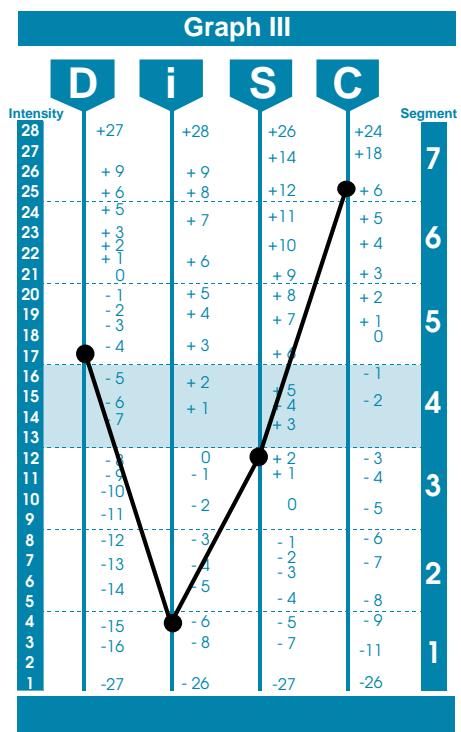 Graph III
D i S C
Intensity Segment
28 +27 +28 +26 +24
27 +14 +18 7
26 + 9 + 9
25 + 6 + 8 +12 + 6
24 + 5 + 7 +11 + 5
23 + 3 6
+ 2 +10 + 4
22 + 1 + 6
21 0 + 9 + 3
20 - 1 + 5 + 8 + 2
19 - 2 + 4 + 7 + 1 5
- 3
18 0
17 - 4 + 3 + 6
16 - 5 + 2 - 1
15 - 6 + 5 - 2 4
14 - 7 + 1 - 4
13 + 3
12 - 8 0 + 2 - 3
11 - 9 - 1 + 1 - 4
-10 3
10 - 2 0 - 5
9 -11
8 -12 - 3 - 1 - 6
7 -13 - 4 - 2 - 7
- 3 2
6 -14 - 5
5 - 4 - 8
4 -15 - 6 - 5 - 9
3 -16 - 8 - 7 -11 1
2
1 -27 - 26 -27 -26